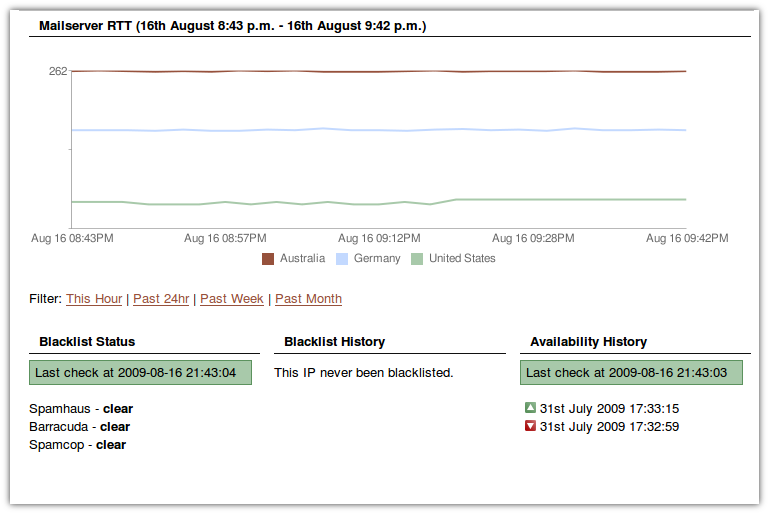 Mailserver RTT (16th August 8:43 p.m. - 16th August 9:42 p.m.)
262
Aug 16 08:43PM Aug 16 08:57PM Aug 16 09:12PM Aug 16 09:28PM Aug 16 09:42PM
Australia Germany United States
Filter: This Hour | Past 24hr | Past Week | Past Month
Blacklist Status
Last check at 2009-08-16 21:43:04
Spamhaus - clear
Barracuda - clear
Spamcop - clear
Blacklist History
This IP never been blacklisted.
Availability History
Last check at 2009-08-16 21:43:03
31st July 2009 17:33:15
31st July 2009 17:32:59